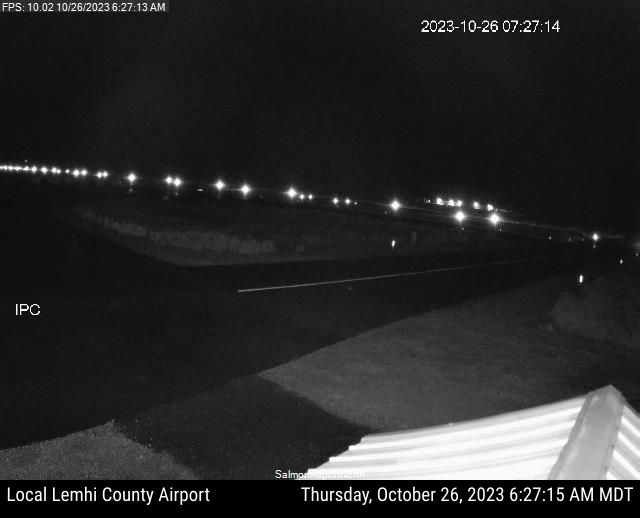 FPS: 10.02 10/26/2023 6:27:13 AM
2023-10-26 07:27:14
IPC
Local Lemhi County Airport
Thursday, October 26, 2023 6:27:15 AM MDT